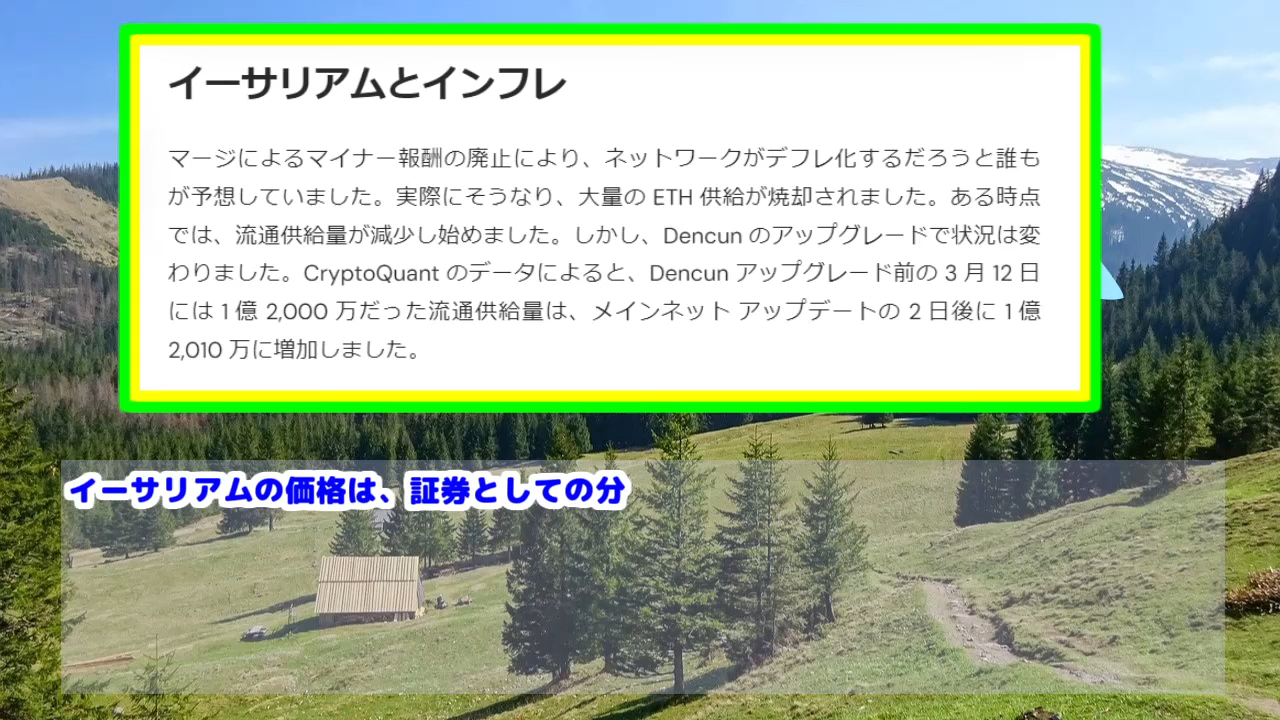 イーサリアムとインフレ
マージによるマイナー報酬の廃止により、ネットワークがデフレ化するだろうと誰も
が予想していました。実際にそうなり、大量の ETH 供給が焼却されました。ある時点
では、流通供給量が減少し始めました。しかし、Dencun のアップグレードで状況は変
わりました。CryptoQuant のデータによると、Dencun アップグレード前の 3 月 12 日
には 1 億 2,000 万だった流通供給量は、メインネット アップデートの 2 日後に 1 億
2,010 万に増加しました。
イーサリアムの価格は、証券としての分